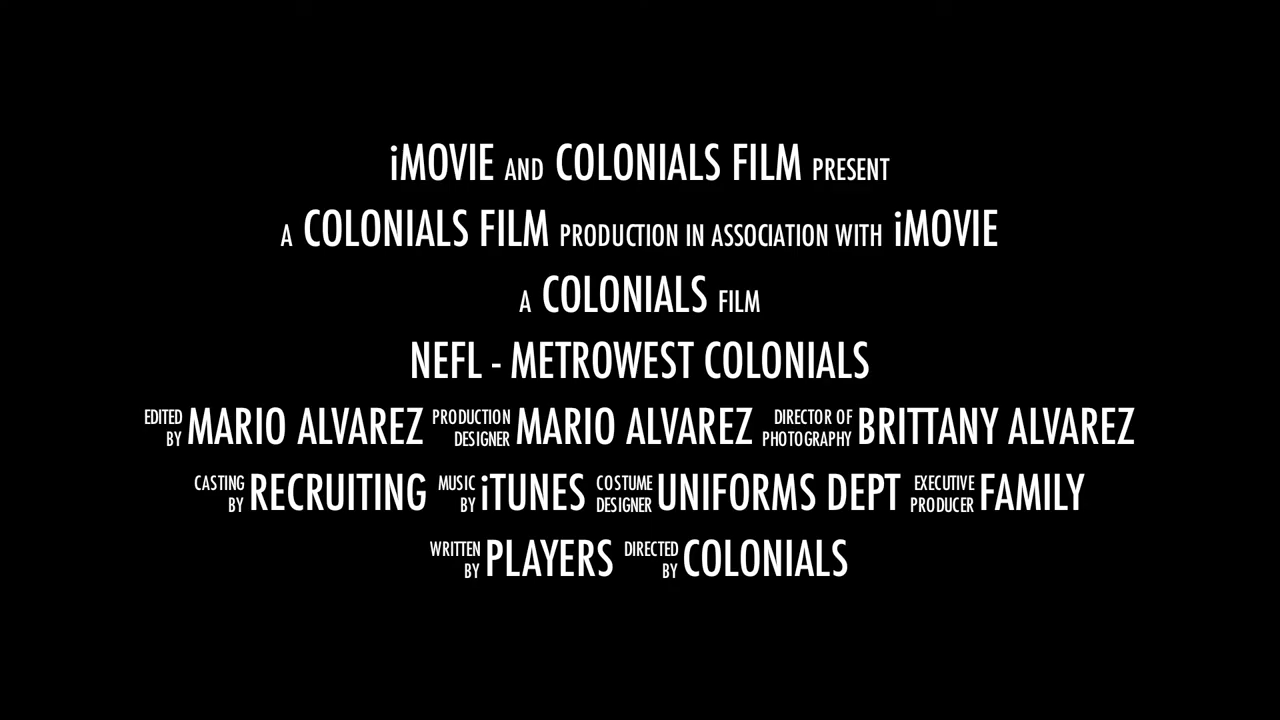 iMOVIE AND COLONIALS FILM PRESENT
A COLONIALS FILM PRODUCTION IN ASSOCIATION WITH iMOVIE
A COLONIALS FILM
NEFL - METROWEST COLONIALS
EDITED BY MARIO ALVAREZ PRODUCTION DESIGNER MARIO ALVAREZ DIRECTOR OF PHOTOGRAPHY BRITTANY ALVAREZ
CASTING BY RECRUITING MUSIC BY iTUNES COSTUME DESIGNER UNIFORMS DEPT EXECUTIVE PRODUCER FAMILY
WRITTEN BY PLAYERS DIRECTED BY COLONIALS